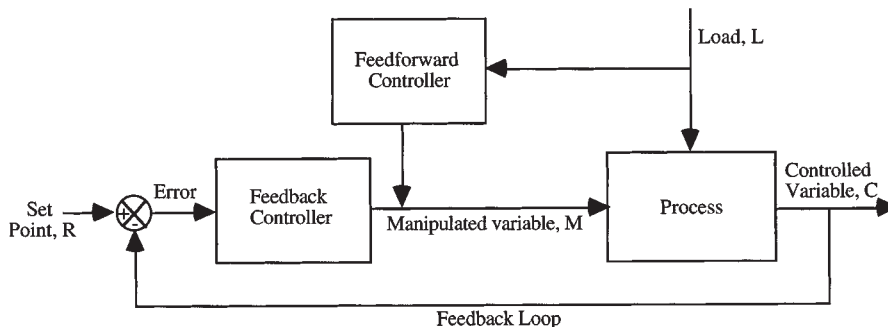 Load, L
Feedforward
Controller
Set
Point, R
+
-
Error
Feedback
Controller
Manipulated variable, M
Process
Controlled
Variable, C
Feedback Loop